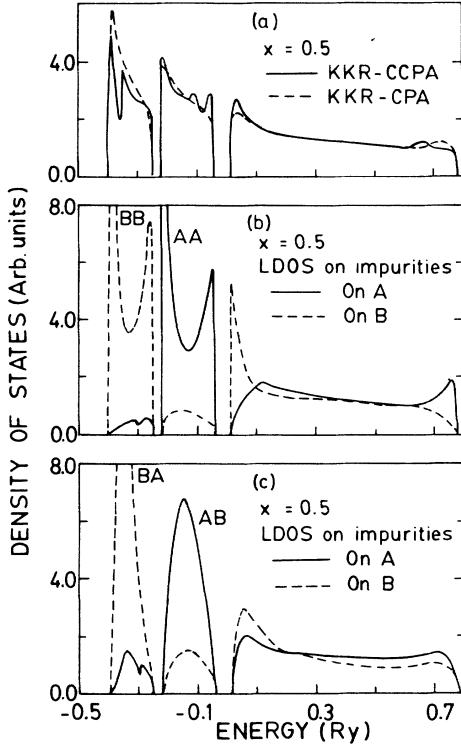 DENSITY OF STATES (Arb. units)
4.0
2.0
0.0
(a)
x = 0.5
KKR-CCPA
KKR-CPA
8.0
4.0
0.0
BB
AA
(b)
x = 0.5
LDOS on impurities
On A
On B
8.0
4.0
0.0
BA
AB
(c)
x = 0.5
LDOS on impurities
On A
On B
-0.5
-0.1
0.3
0.7
ENERGY (Ry)